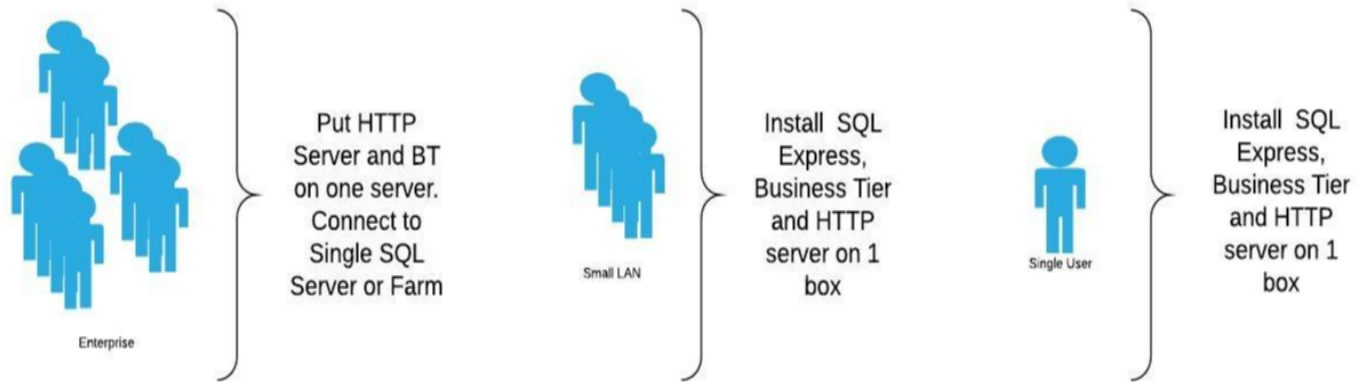 Put HTTP
Server and BT
on one server.
Connect to
Single SQL
Server or Farm
Enterprise
Install SQL
Express,
Business Tier
and HTTP
server on 1
box
Small LAN
Install SQL
Express,
Business Tier
and HTTP
server on 1
box
Single User